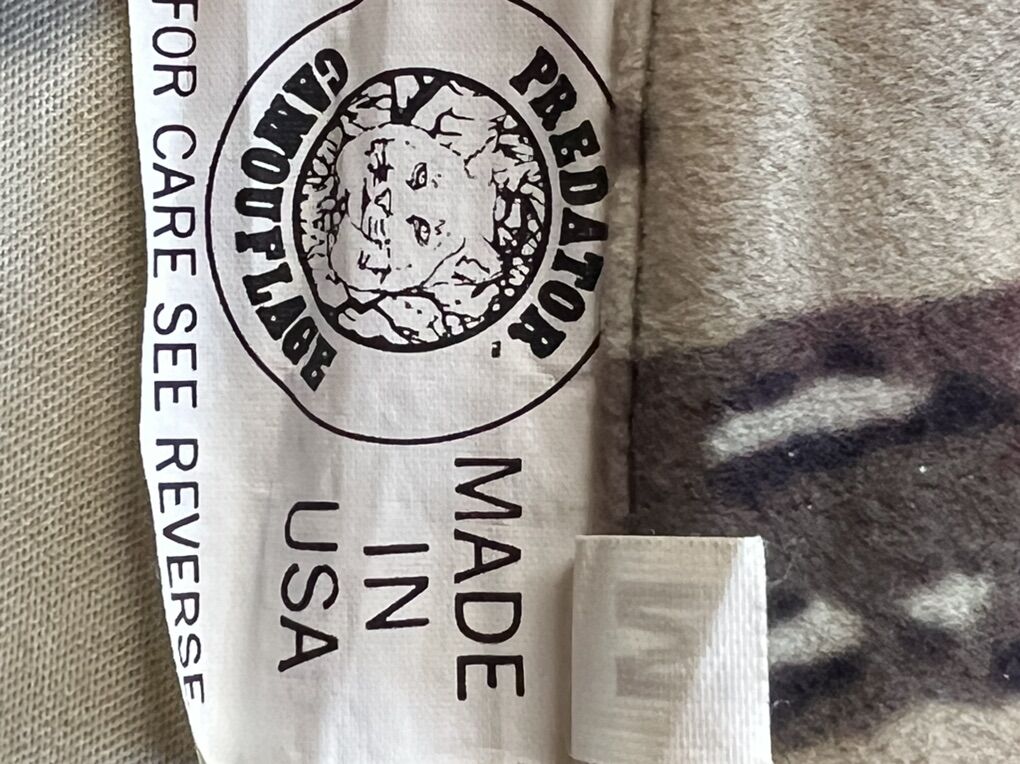 PREDATOR
CAMOUFLAGE
MADE
IN
USA
FOR CARE SEE REVERSE